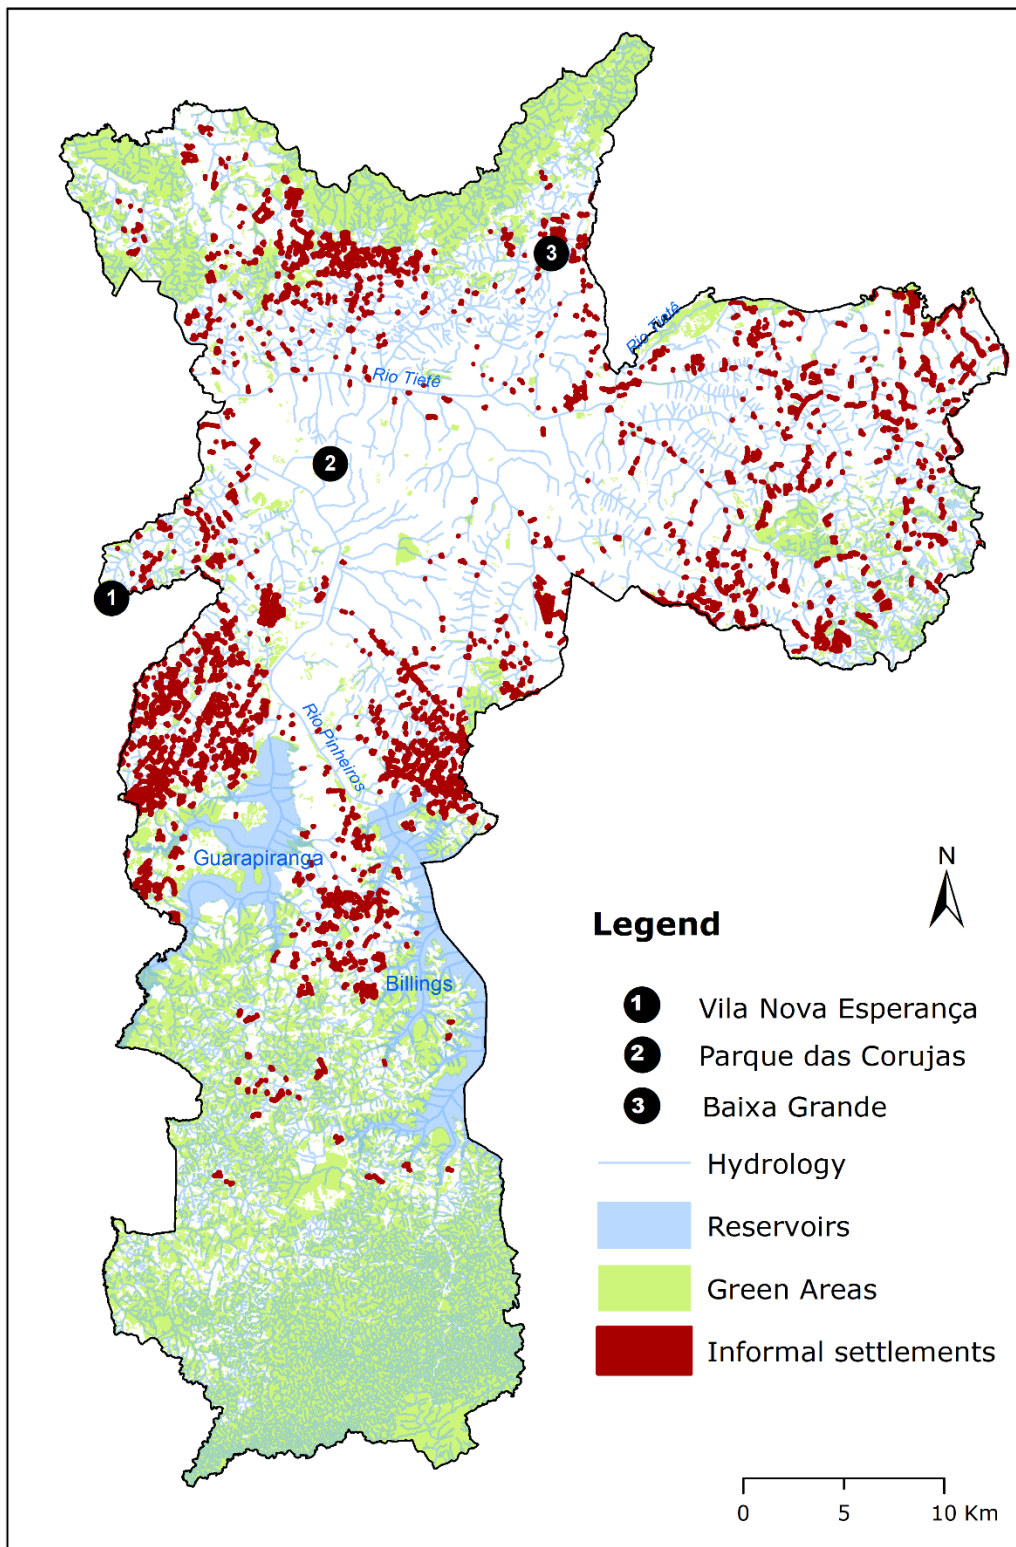 3
Rio Tietê
Rio Tietê
2
1
Rio Pinheiros
Guarapiranga
Billings
N
Legend
1 Vila Nova Esperança
2 Parque das Corujas
3 Baixa Grande
Hydrology
Reservoirs
Green Areas
Informal settlements
0 5 10 Km